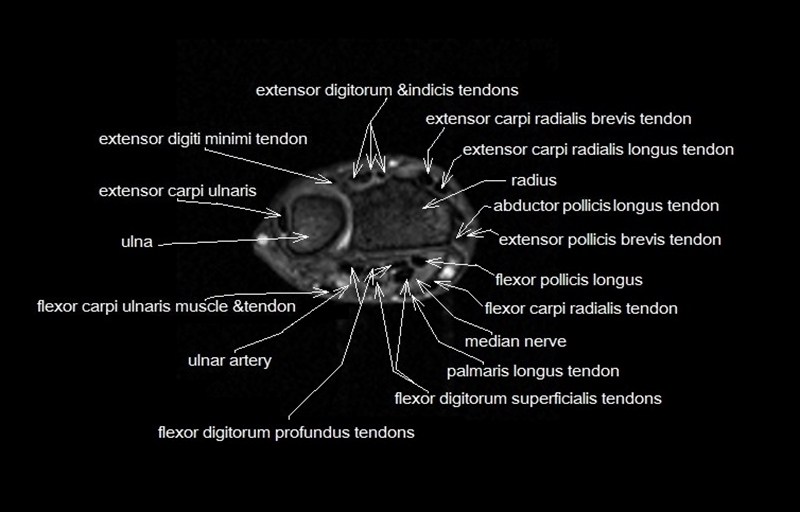 extensor digitorum &indicis tendons
extensor carpi radialis brevis tendon
extensor digiti minimi tendon
extensor carpi radialis longus tendon
radius
extensor carpi ulnaris
abductor pollicis longus tendon
ulna
extensor pollicis brevis tendon
flexor pollicis longus
flexor carpi ulnaris muscle &tendon
flexor carpi radialis tendon
median nerve
ulnar artery
palmaris longus tendon
flexor digitorum superficialis tendons
flexor digitorum profundus tendons